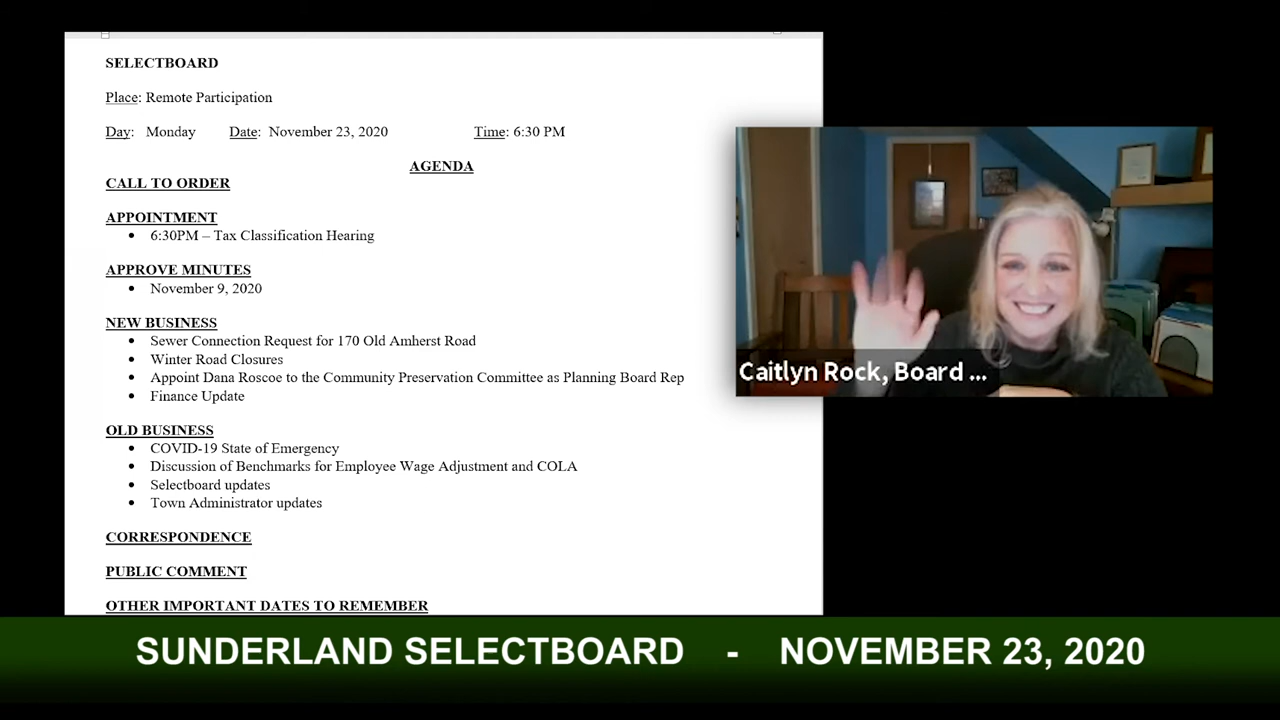 SELECTBOARD
Place: Remote Participation
Day: Monday Date: November 23, 2020 Time: 6:30 PM
AGENDA
CALL TO ORDER
APPOINTMENT
• 6:30PM – Tax Classification Hearing
APPROVE MINUTES
• November 9, 2020
NEW BUSINESS
• Sewer Connection Request for 170 Old Amherst Road
• Winter Road Closures
• Appoint Dana Roscoe to the Community Preservation Committee as Planning Board Rep
• Finance Update
OLD BUSINESS
• COVID-19 State of Emergency
• Discussion of Benchmarks for Employee Wage Adjustment and COLA
• Selectboard updates
• Town Administrator updates
CORRESPONDENCE
PUBLIC COMMENT
OTHER IMPORTANT DATES TO REMEMBER
Caitlyn Rock, Board ...
SUNDERLAND SELECTBOARD - NOVEMBER 23, 2020